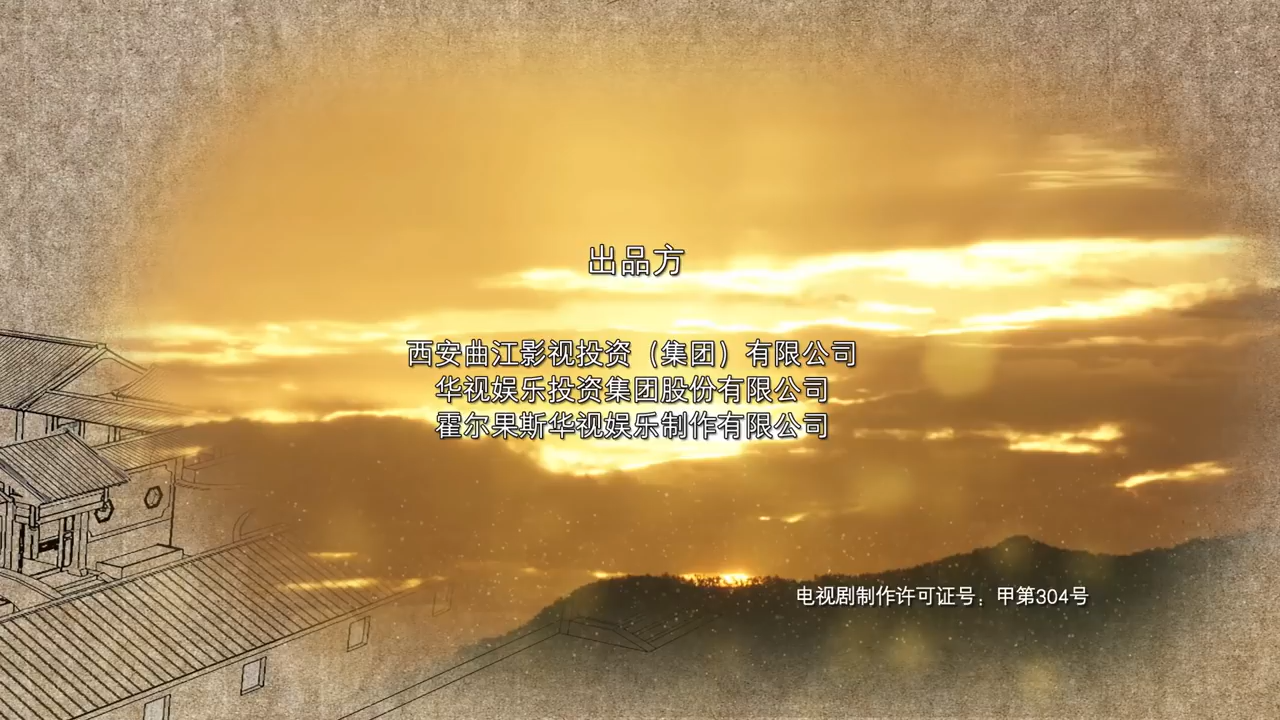 出品方
西安曲江影视投资（集团）有限公司
华视娱乐投资集团股份有限公司
霍尔果斯华视娱乐制作有限公司
电视剧制作许可证号：甲第304号